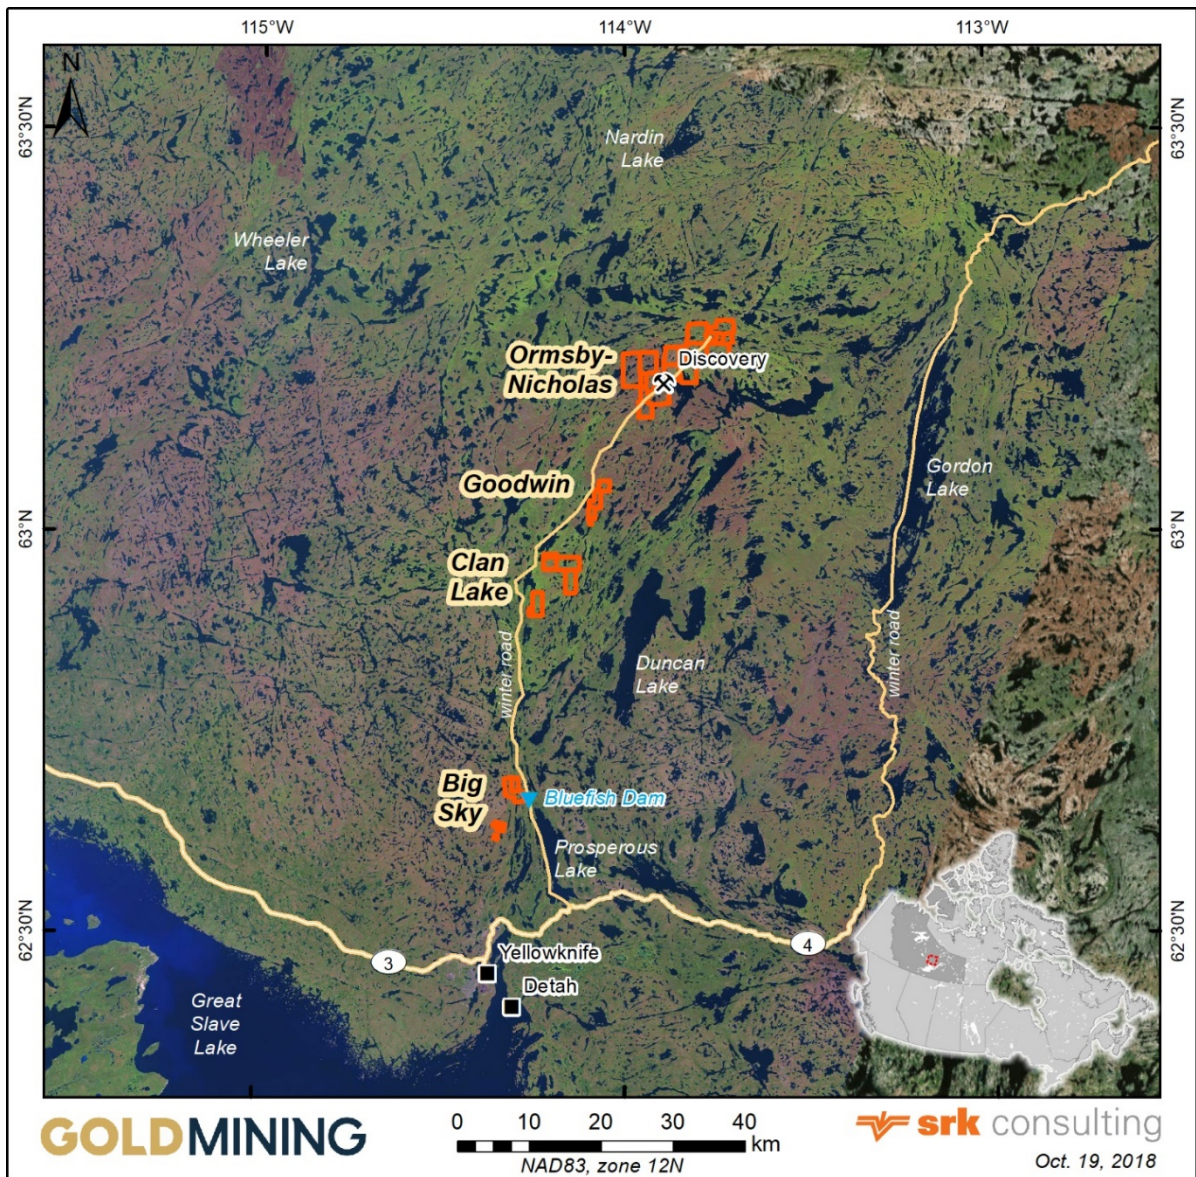 115°W
114°W
113°W
N
63°30'N
63°30'N
Nardin
Lake
Wheeler
Lake
Ormsby-
Nicholas
Discovery
Gordon
Lake
Goodwin
63°N
63°N
Clan
Lake
winter road
winter road
Duncan
Lake
Big
Sky
Bluefish Dam
Prosperous
Lake
62°30'N
62°30'N
4
3
Yellowknife
Detah
Great
Slave
Lake
GOLDMINING
0 10 20 30 40
km
NAD83, zone 12N
srk consulting
Oct. 19, 2018